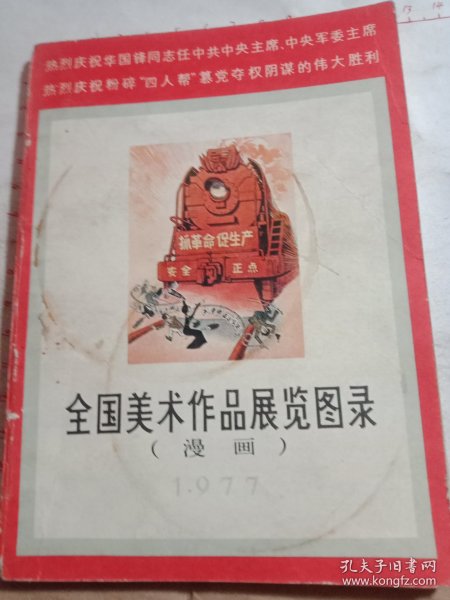 热烈庆祝华国锋同志任中共中央主席、中央军委主席
热烈庆祝粉碎“四人帮”篡党夺权阴谋的伟大胜利
抓革命 促生产
安全 正点
全国美术作品展览图录
(漫画)
1977
孔夫子旧书网
www.kongfz.com
13 14